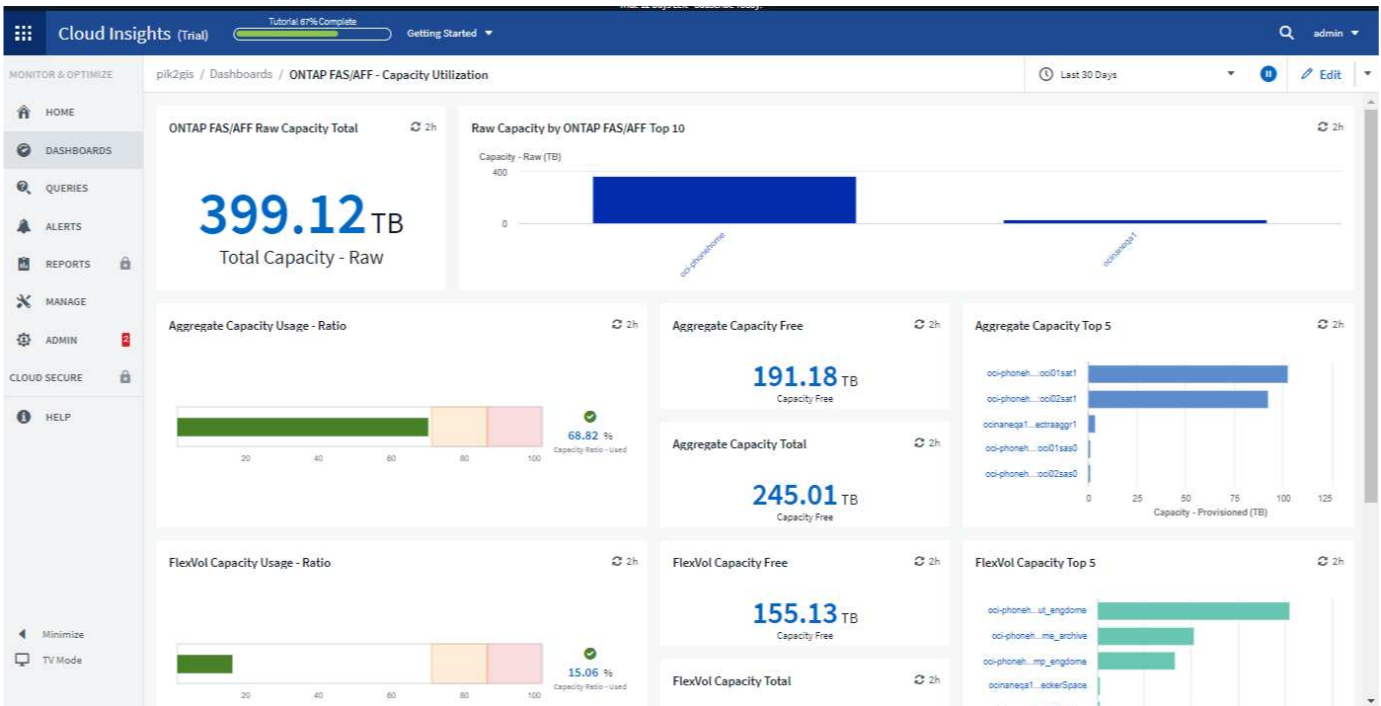 Tutorial 87% Complete
Cloud Insights (Trial)
Getting Started
admin
MONITOR & OPTIMIZE
pik2gis / Dashboards / ONTAP FAS/AFF - Capacity Utilization
Last 30 Days
Edit
HOME
DASHBOARDS
QUERIES
ALERTS
REPORTS
MANAGE
ADMIN
2
CLOUD SECURE
HELP
Minimize
TV Mode
ONTAP FAS/AFF Raw Capacity Total
2h
399.12 TB
Total Capacity - Raw
Raw Capacity by ONTAP FAS/AFF Top 10
2h
Capacity - Raw (TB)
400
0
oci-phonehome
ocinaneqa1
Aggregate Capacity Usage - Ratio
2h
68.82 %
Capacity Ratio - Used
20 40 60 80 100
Aggregate Capacity Free
2h
191.18 TB
Capacity Free
Aggregate Capacity Total
2h
245.01 TB
Capacity Free
Aggregate Capacity Top 5
2h
oci-phoneh...:oci01sat1
oci-phoneh...:oci02sat1
ocinaneqa1...ectraaggr1
oci-phoneh...:oci01sas0
oci-phoneh...:oci02sas0
0 25 50 75 100 125
Capacity - Provisioned (TB)
FlexVol Capacity Usage - Ratio
2h
15.06 %
Capacity Ratio - Used
20 40 60 80 100
FlexVol Capacity Free
2h
155.13 TB
Capacity Free
FlexVol Capacity Total
2h
FlexVol Capacity Top 5
2h
oci-phoneh...ut_engdome
oci-phoneh...me_archive
oci-phoneh...mp_engdome
ocinaneqa1...eckerSpace